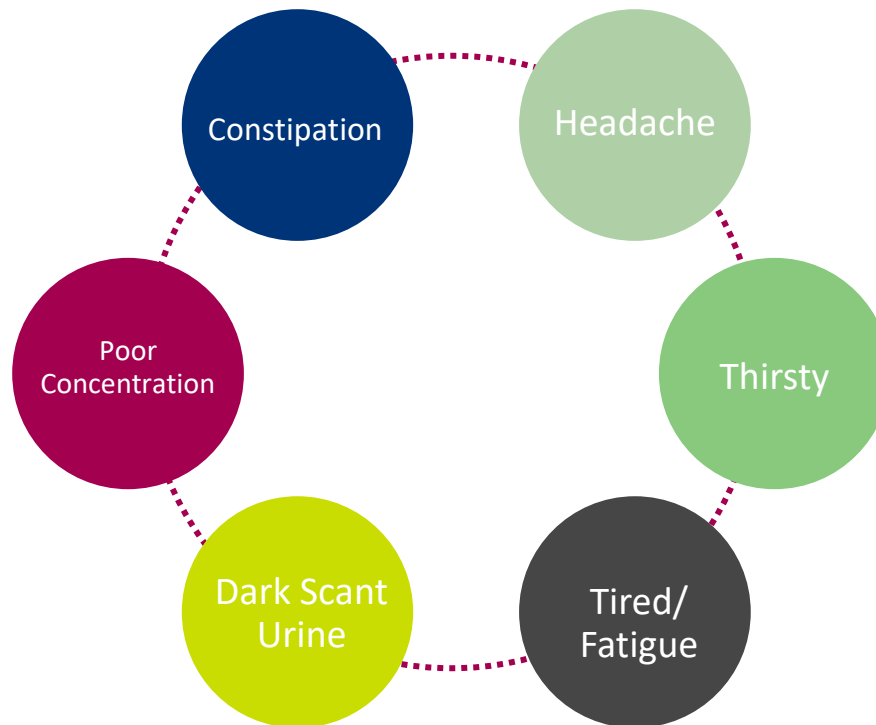 Constipation
Headache
Poor
Concentration
Thirsty
Dark Scant
Urine
Tired/
Fatigue